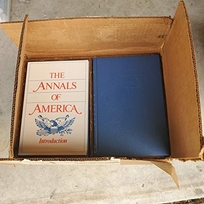 THE
ANNALS
OF
AMERICA
Introduction